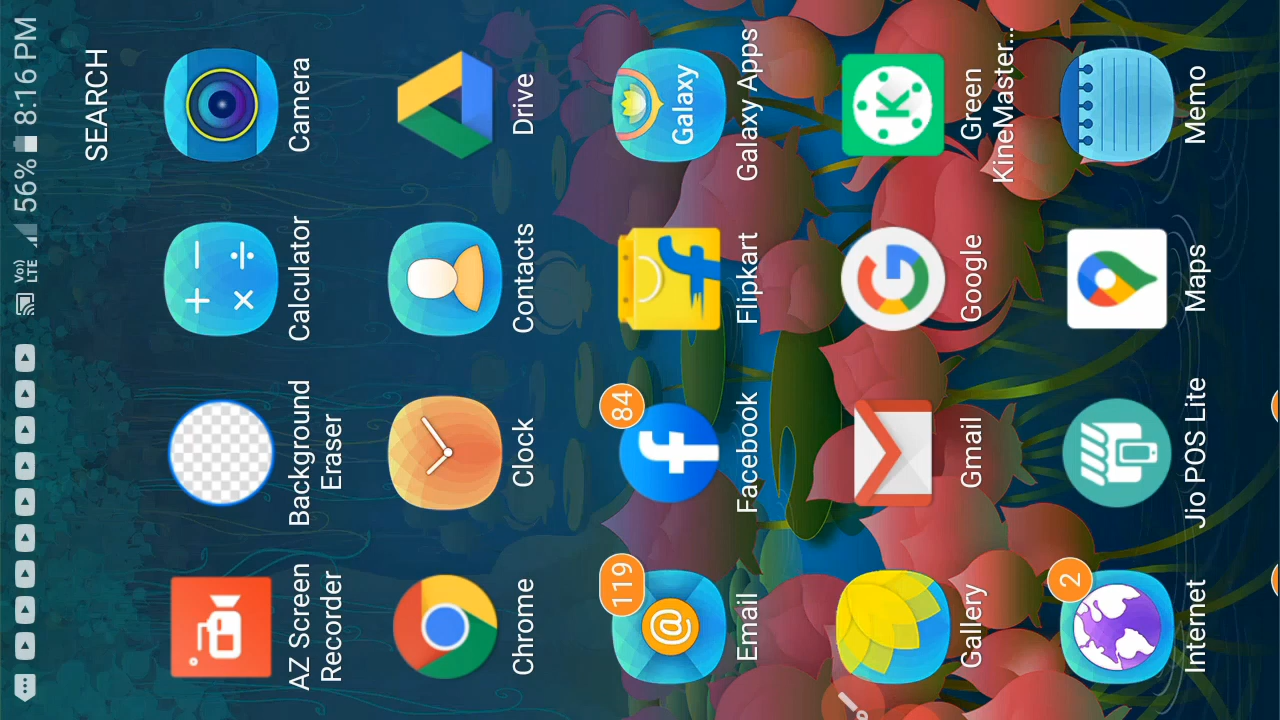 VoLTE 56% 8:16 PM
SEARCH
AZ Screen
Recorder
Background
Eraser
Calculator
Camera
Chrome
Clock
Contacts
Drive
119
84
Galaxy
Email
Facebook
Flipkart
Galaxy Apps
K
Gallery
Gmail
Google
Green
KineMaster...
2
Internet
Jio POS Lite
Maps
Memo